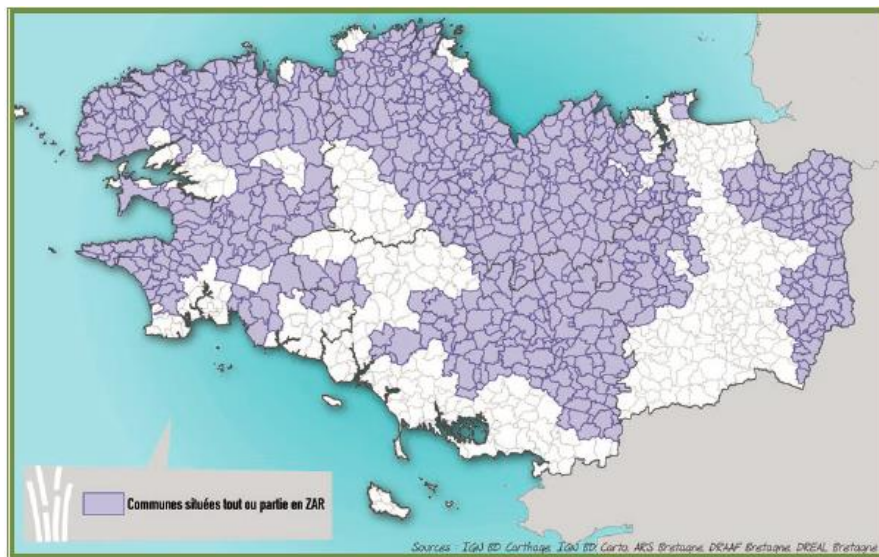 Communes situées tout ou partie en ZAR
Sources : IGN BD Carthage, IGN BD Carto, ARS Bretagne, DRAAF Bretagne, DREAL Bretagne